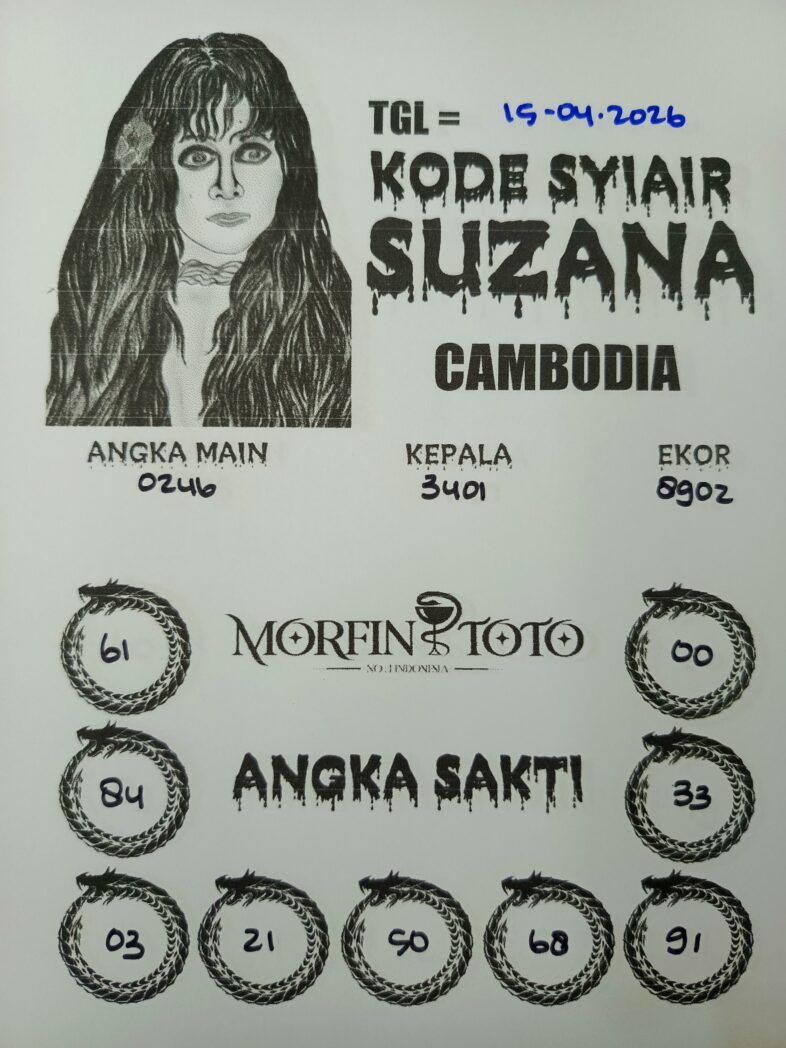 TGL = 15-04-2026
KODE SYIAIR
SUZANA
CAMBODIA
ANGKA MAIN KEPALA EKOR
0246 3401 8902
61 MORFIN TOTO 00
NO.1 INDONESIA
84 ANGKA SAKTI 33
03 21 50 68 91